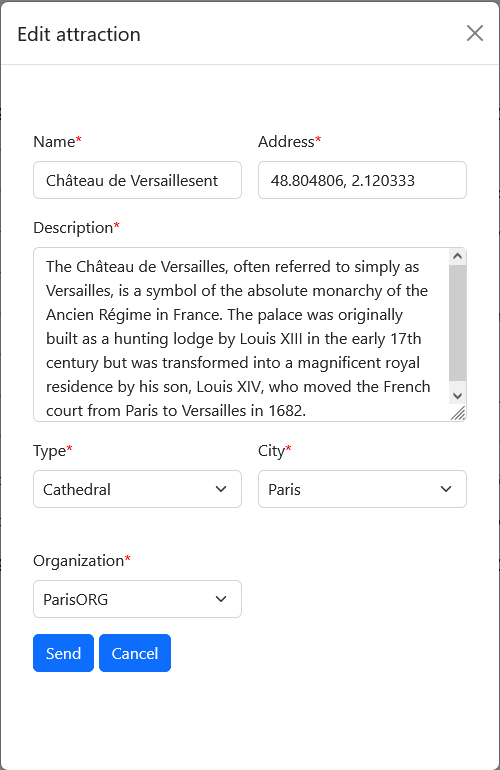 Edit attraction
Name*
Address*
Château de Versaillesent
48.804806, 2.120333
Description*
The Château de Versailles, often referred to simply as
Versailles, is a symbol of the absolute monarchy of the
Ancien Régime in France. The palace was originally
built as a hunting lodge by Louis XIII in the early 17th
century but was transformed into a magnificent royal
residence by his son, Louis XIV, who moved the French
court from Paris to Versailles in 1682.
Type*
City*
Cathedral
Paris
Organization*
ParisORG
Send
Cancel